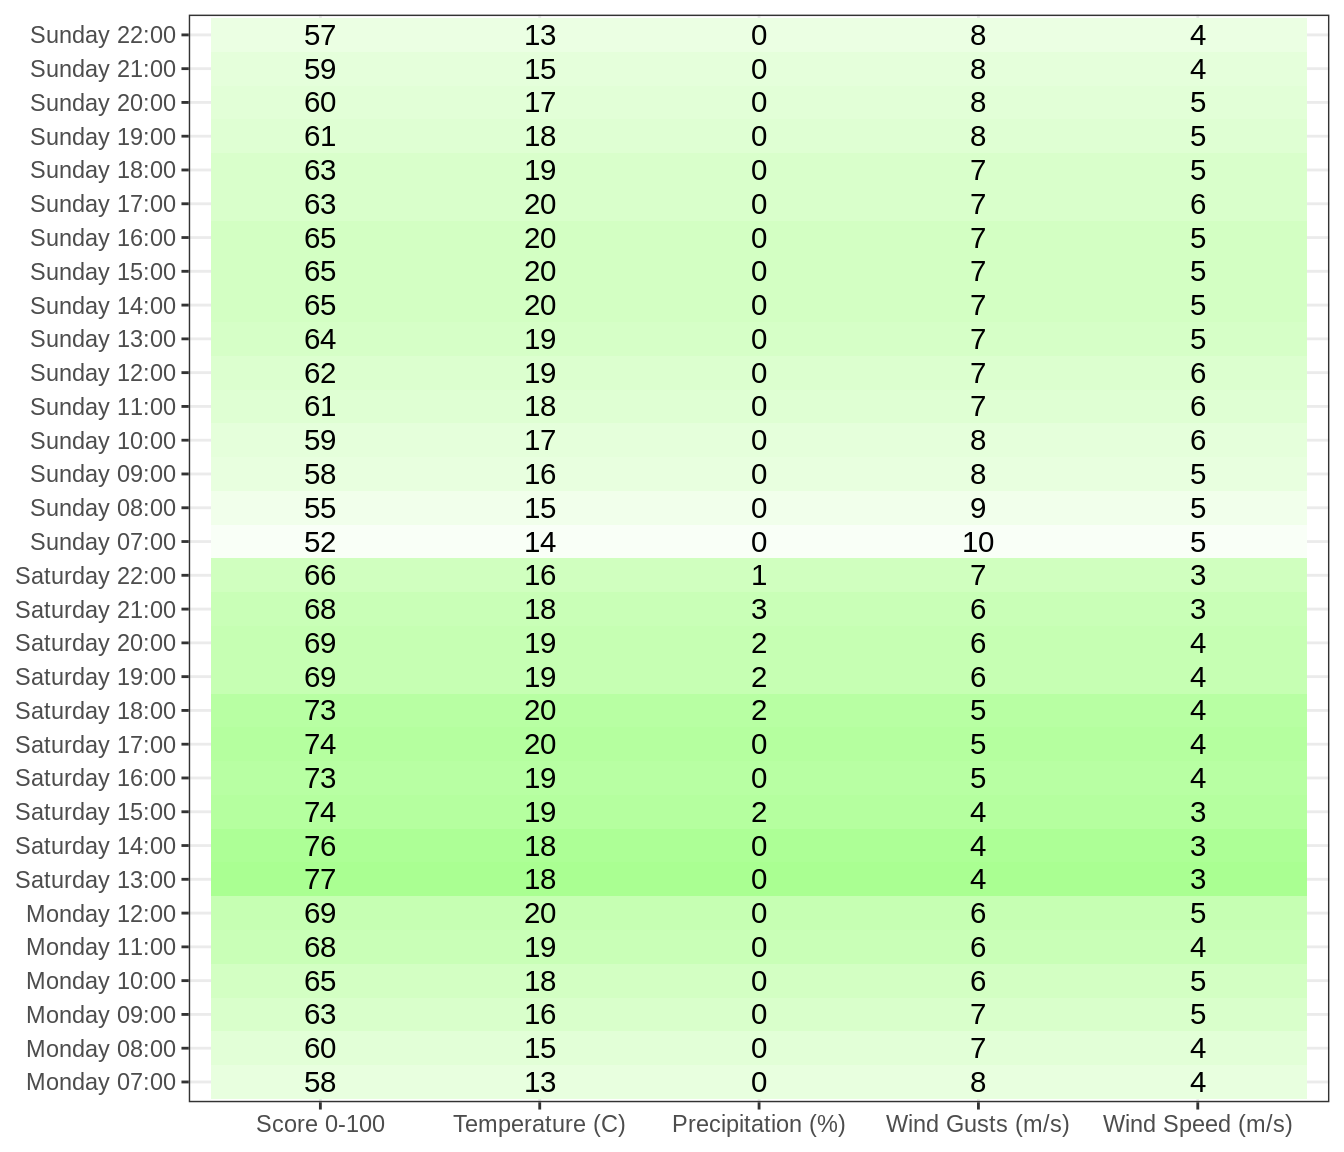 Sunday 22:00 57 13 0 8 4
Sunday 21:00 59 15 0 8 4
Sunday 20:00 60 17 0 8 5
Sunday 19:00 61 18 0 8 5
Sunday 18:00 63 19 0 7 5
Sunday 17:00 63 20 0 7 6
Sunday 16:00 65 20 0 7 5
Sunday 15:00 65 20 0 7 5
Sunday 14:00 65 20 0 7 5
Sunday 13:00 64 19 0 7 5
Sunday 12:00 62 19 0 7 6
Sunday 11:00 61 18 0 7 6
Sunday 10:00 59 17 0 8 6
Sunday 09:00 58 16 0 8 5
Sunday 08:00 55 15 0 9 5
Sunday 07:00 52 14 0 10 5
Saturday 22:00 66 16 1 7 3
Saturday 21:00 68 18 3 6 3
Saturday 20:00 69 19 2 6 4
Saturday 19:00 69 19 2 6 4
Saturday 18:00 73 20 2 5 4
Saturday 17:00 74 20 0 5 4
Saturday 16:00 73 19 0 5 4
Saturday 15:00 74 19 2 4 3
Saturday 14:00 76 18 0 4 3
Saturday 13:00 77 18 0 4 3
Monday 12:00 69 20 0 6 5
Monday 11:00 68 19 0 6 4
Monday 10:00 65 18 0 6 5
Monday 09:00 63 16 0 7 5
Monday 08:00 60 15 0 7 4
Monday 07:00 58 13 0 8 4
Score 0-100 Temperature (C) Precipitation (%) Wind Gusts (m/s) Wind Speed (m/s)